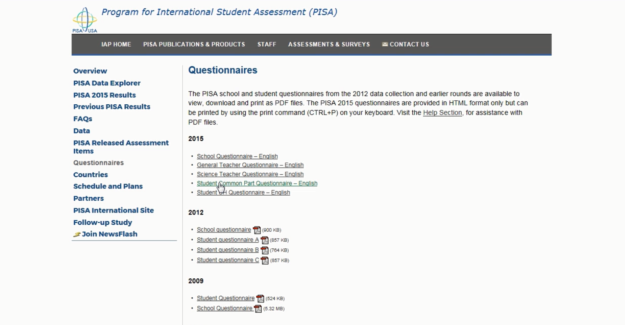 Program for International Student Assessment (PISA)
PISA USA
IAP HOME PISA PUBLICATIONS & PRODUCTS STAFF ASSESSMENTS & SURVEYS CONTACT US
Overview
PISA Data Explorer
PISA 2015 Results
Previous PISA Results
FAQs
Data
PISA Released Assessment
Items
Questionnaires
Countries
Schedule and Plans
Partners
PISA International Site
Follow-up Study
Join NewsFlash
Questionnaires
The PISA school and student questionnaires from the 2012 data collection and earlier rounds are available to
view, download and print as PDF files. The PISA 2015 questionnaires are provided in HTML format only but can
be printed by using the print command (CTRL+P) on your keyboard. Visit the Help Section, for assistance with
PDF files.
2015
• School Questionnaire – English
• General Teacher Questionnaire – English
• Science Teacher Questionnaire – English
• Student Common Part Questionnaire – English
• Student Questionnaire – English
2012
• School questionnaire (600 KB)
• Student questionnaire A (857 KB)
• Student questionnaire B (764 KB)
• Student questionnaire C (887 KB)
2009
• Student Questionnaire (524 KB)
• School Questionnaire (5.32 MB)